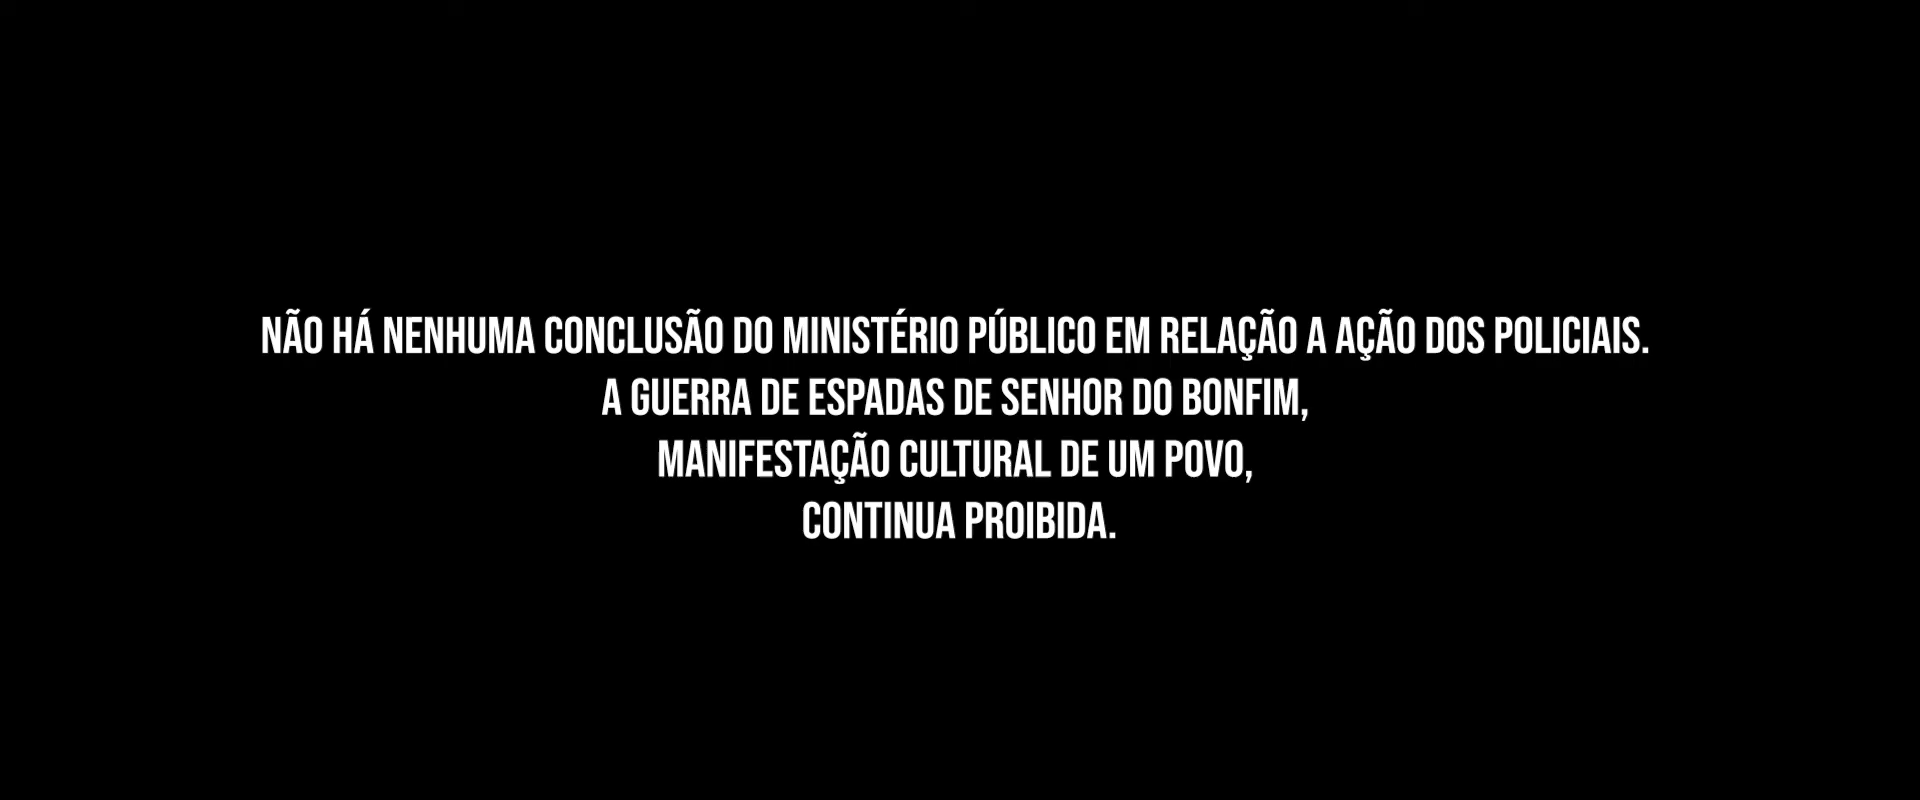 NÃO HÁ NENHUMA CONCLUSÃO DO MINISTÉRIO PÚBLICO EM RELAÇÃO A AÇÃO DOS POLICIAIS.
A GUERRA DE ESPADAS DE SENHOR DO BONFIM,
MANIFESTAÇÃO CULTURAL DE UM POVO,
CONTINUA PROIBIDA.